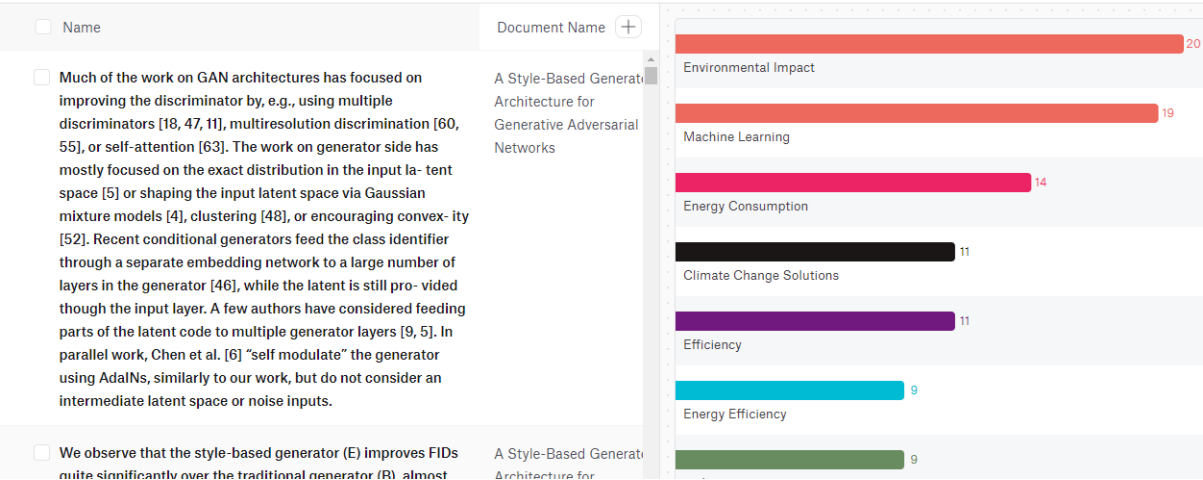 Name
Document Name
Much of the work on GAN architectures has focused on
improving the discriminator by, e.g., using multiple
discriminators [18, 47, 11], multiresolution discrimination [60,
55], or self-attention [63]. The work on generator side has
mostly focused on the exact distribution in the input la- tent
space [5] or shaping the input latent space via Gaussian
mixture models [4], clustering [48], or encouraging convex- ity
[52]. Recent conditional generators feed the class identifier
through a separate embedding network to a large number of
layers in the generator [46], while the latent is still pro- vided
though the input layer. A few authors have considered feeding
parts of the latent code to multiple generator layers [9, 5]. In
parallel work, Chen et al. [6] “self modulate” the generator
using AdaINs, similarly to our work, but do not consider an
intermediate latent space or noise inputs.
A Style-Based Generat
Architecture for
Generative Adversarial
Networks
We observe that the style-based generator (E) improves FIDs
quite significantly over the traditional generator (B), almost
A Style-Based Generat
Architecture for
20
Environmental Impact
19
Machine Learning
14
Energy Consumption
11
Climate Change Solutions
11
Efficiency
9
Energy Efficiency
9